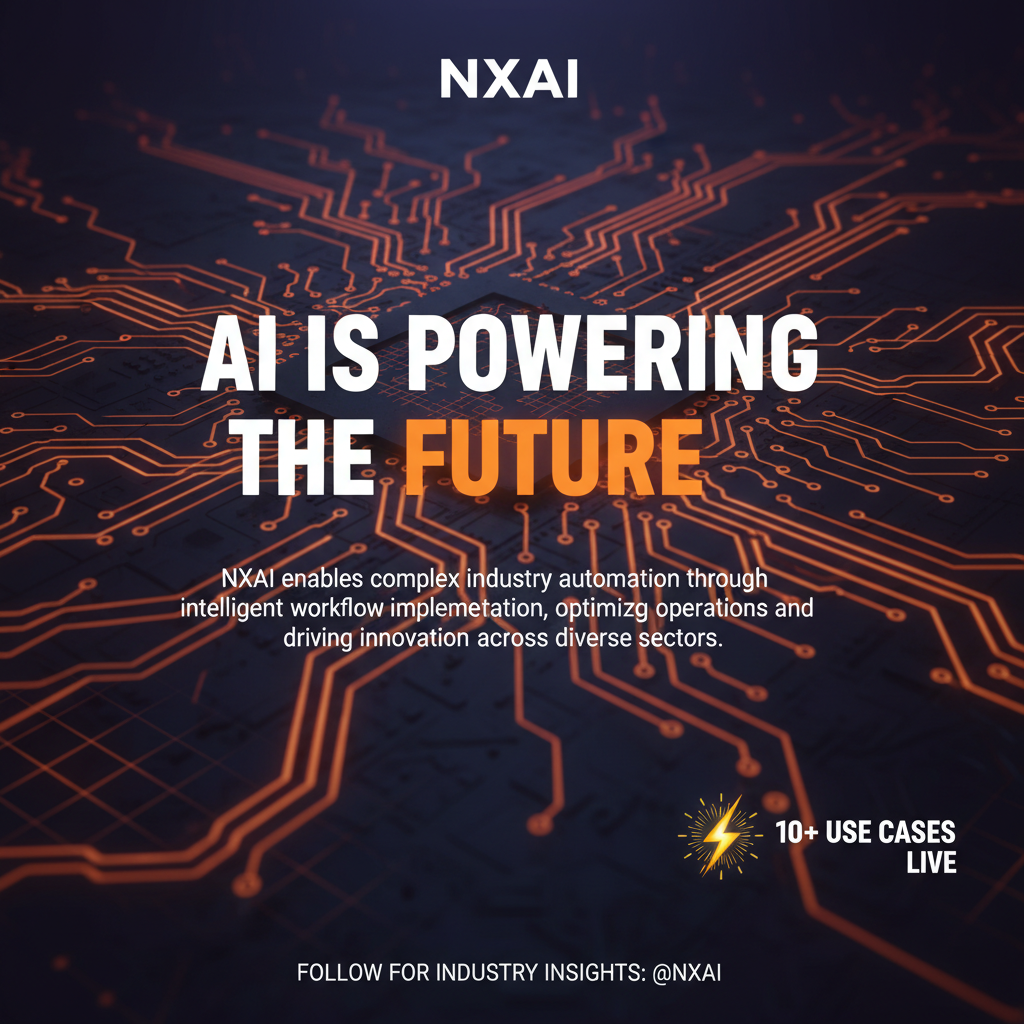 NXAI
AI IS POWERING
THE FUTURE
NXAI enables complex industry automation through
intelligent workflow implemetation, optimizg operations and
driving innovation across diverse sectors.
10+ USE CASES
LIVE
FOLLOW FOR INDUSTRY INSIGHTS: @NXAI